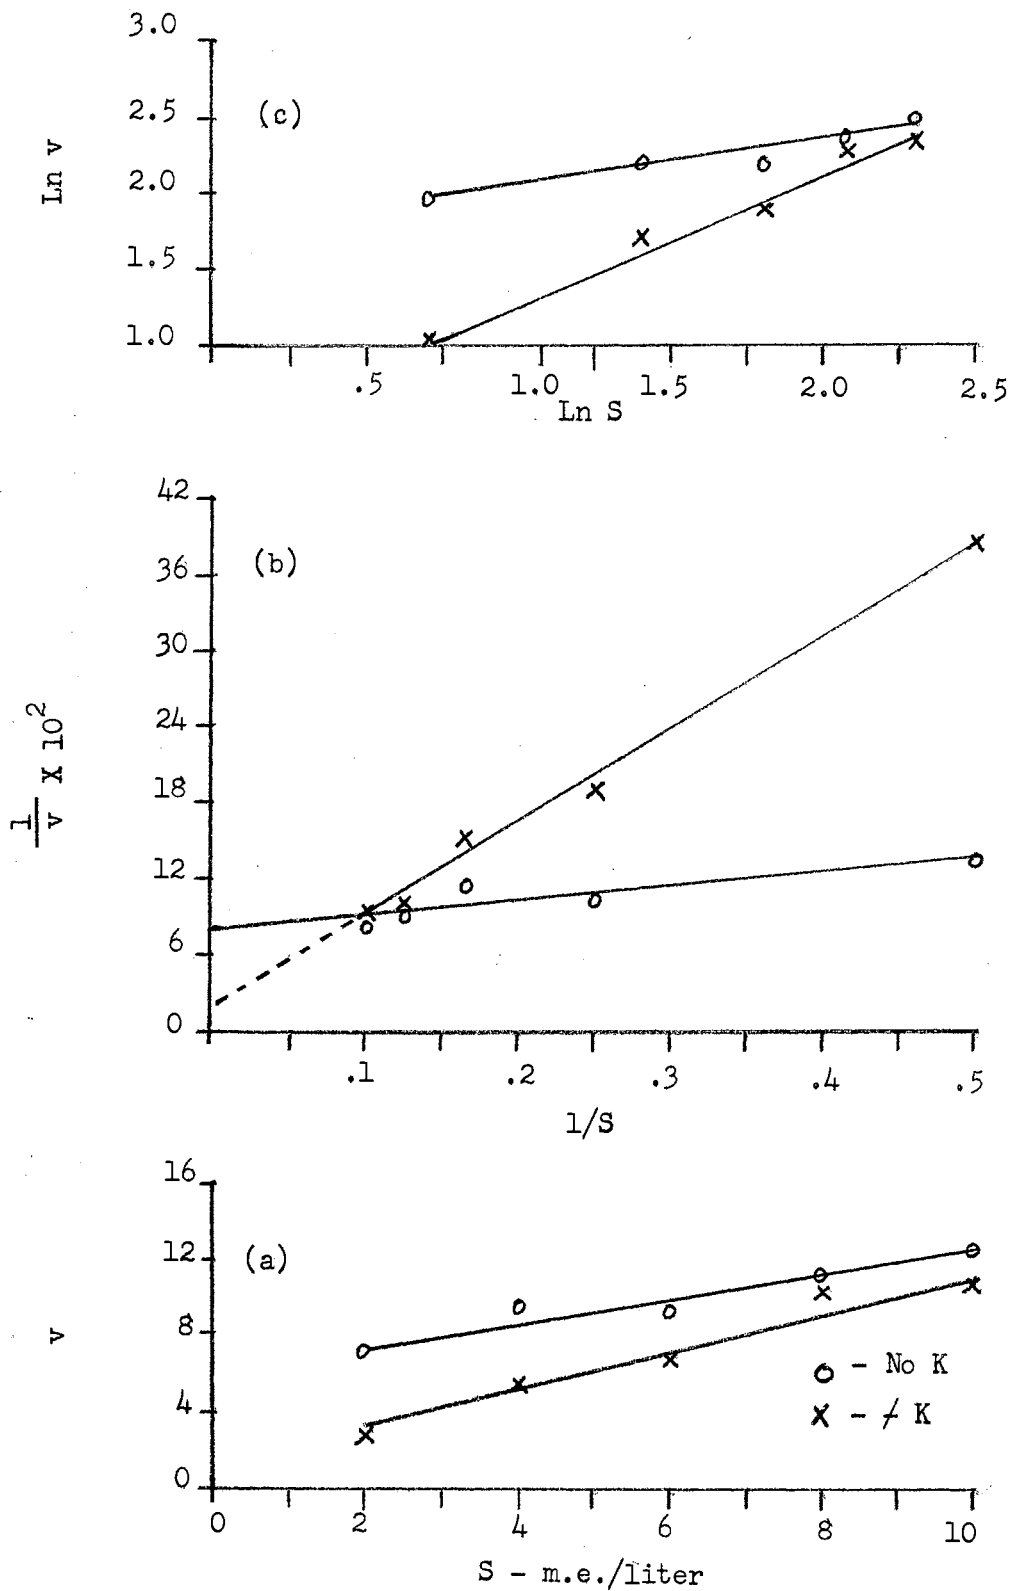 3.0
(c)
2.5
Ln v
2.0
1.5
1.0
.5 1.0 1.5 2.0 2.5
Ln S
42
(b)
36
30
24
1/v X 10²
18
12
6
0
.1 .2 .3 .4 .5
1/S
16
(a)
12
v
8
4
0
O - No K
X - ≠ K
0 2 4 6 8 10
S - m.e./liter